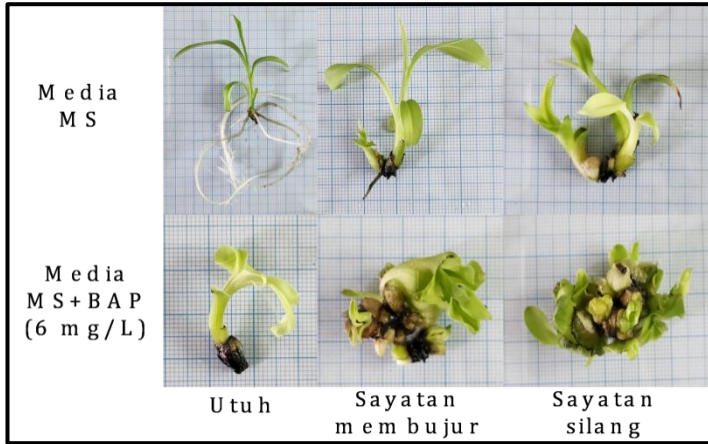 Media
MS
Media
MS+BAP
(6 mg/L)
Utuh
Sayatan
membujur
Sayatan
silang